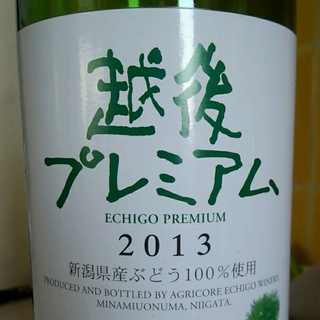 越後
プレミアム
ECHIGO PREMIUM
2013
新潟県産ぶどう100%使用
PRODUCED AND BOTTLED BY AGRICORE ECHIGO WINERY
MINAMIUONUMA, NIIGATA.